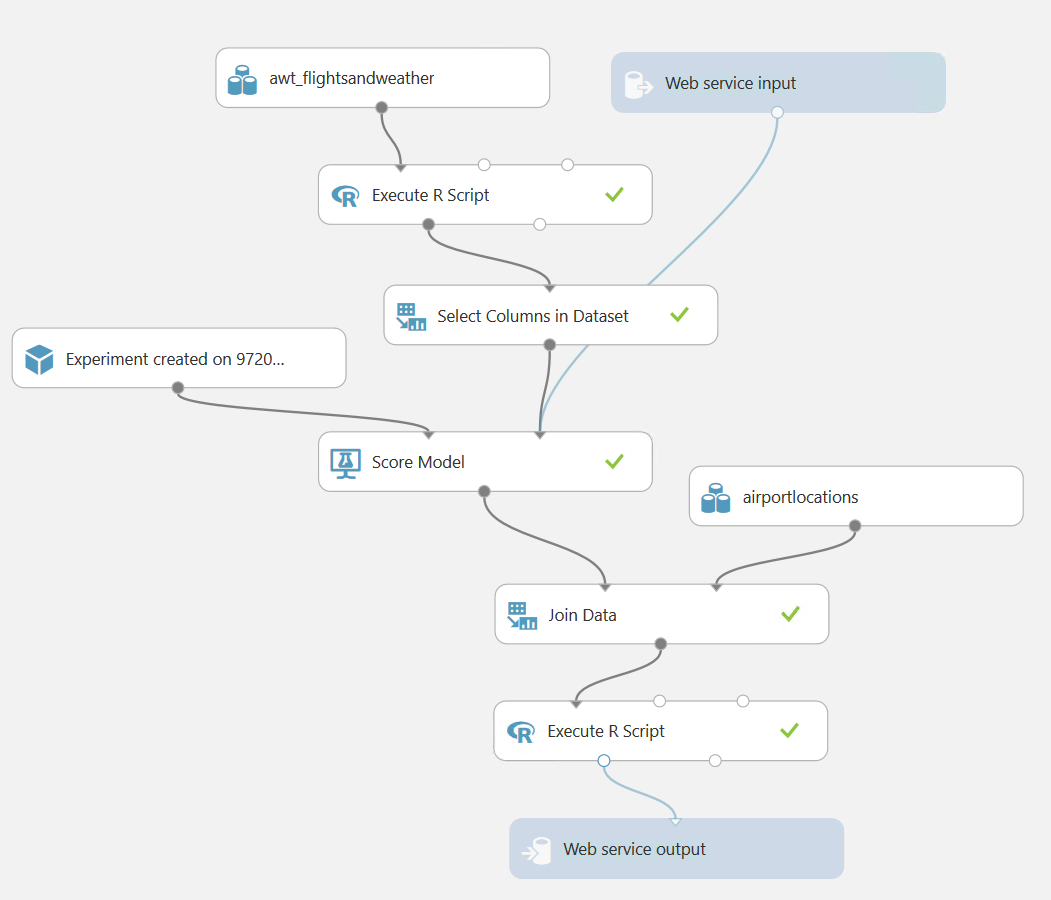 awt_flightsandweather
Web service input
Execute R Script
Select Columns in Dataset
Experiment created on 9720...
Score Model
airportlocations
Join Data
Execute R Script
Web service output